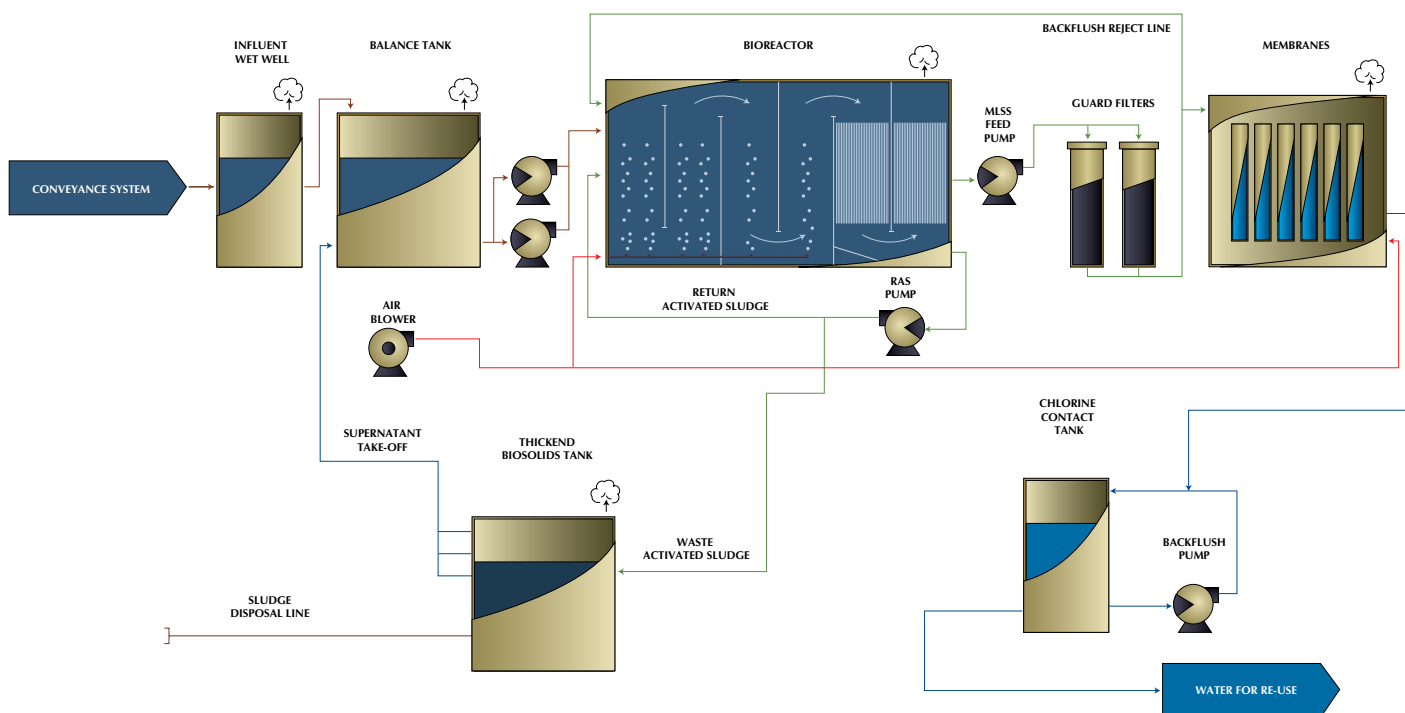 INFLUENT
WET WELL
BALANCE TANK
BIOREACTOR
BACKFLUSH REJECT LINE
MEMBRANES
MLSS
FEED
PUMP
GUARD FILTERS
CONVEYANCE SYSTEM
AIR
BLOWER
RETURN
ACTIVATED SLUDGE
RAS
PUMP
SUPERNATANT
TAKE-OFF
THICKEND
BIOSOLIDS TANK
CHLORINE
CONTACT
TANK
WASTE
ACTIVATED SLUDGE
BACKFLUSH
PUMP
SLUDGE
DISPOSAL LINE
WATER FOR RE-USE